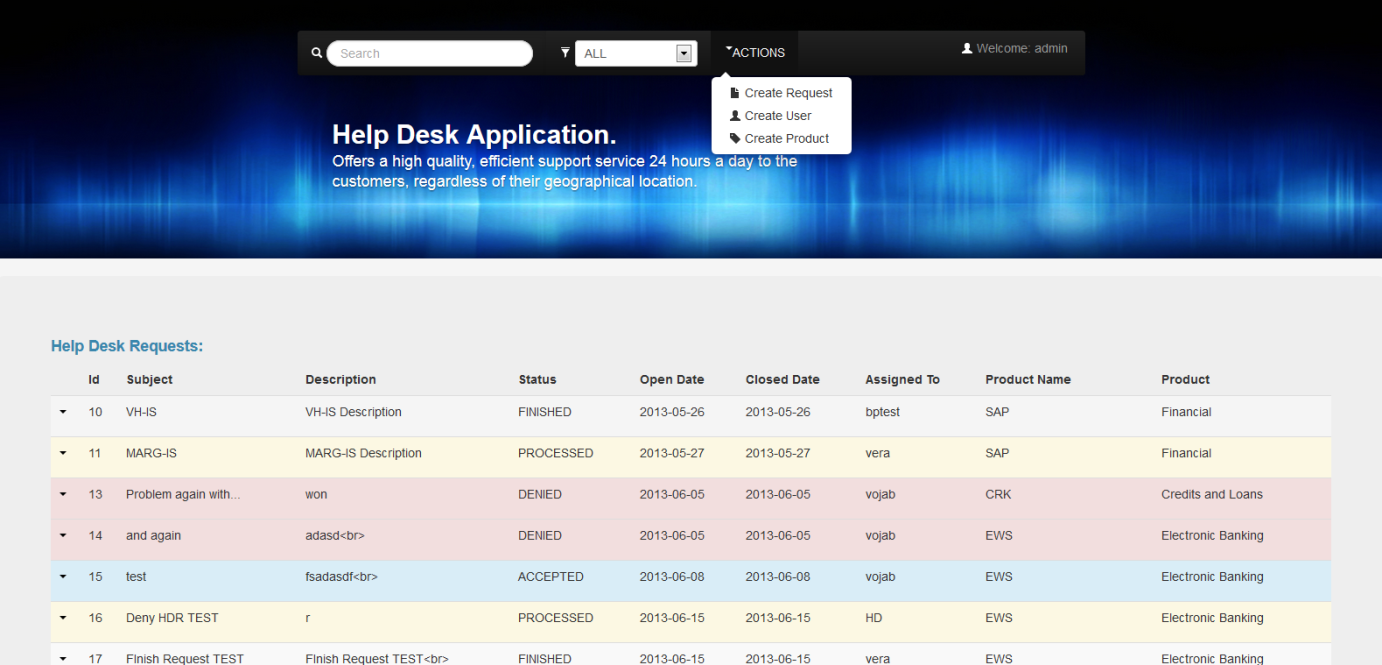 Search ALL ACTIONS Welcome: admin
Create Request
Create User
Create Product
Help Desk Application.
Offers a high quality, efficient support service 24 hours a day to the
customers, regardless of their geographical location.
Help Desk Requests:
Id Subject Description Status Open Date Closed Date Assigned To Product Name Product
10 VH-IS VH-IS Description FINISHED 2013-05-26 2013-05-26 bptest SAP Financial
11 MARG-IS MARG-IS Description PROCESSED 2013-05-27 2013-05-27 vera SAP Financial
13 Problem again with... won DENIED 2013-06-05 2013-06-05 vojab CRK Credits and Loans
14 and again adasd<br> DENIED 2013-06-05 2013-06-05 vojab EWS Electronic Banking
15 test fsadasdf<br> ACCEPTED 2013-06-08 2013-06-08 vojab EWS Electronic Banking
16 Deny HDR TEST r PROCESSED 2013-06-15 2013-06-15 HD EWS Electronic Banking
17 FInish Request TEST FInish Request TEST<br> FINISHED 2013-06-15 2013-06-15 vera EWS Electronic Banking